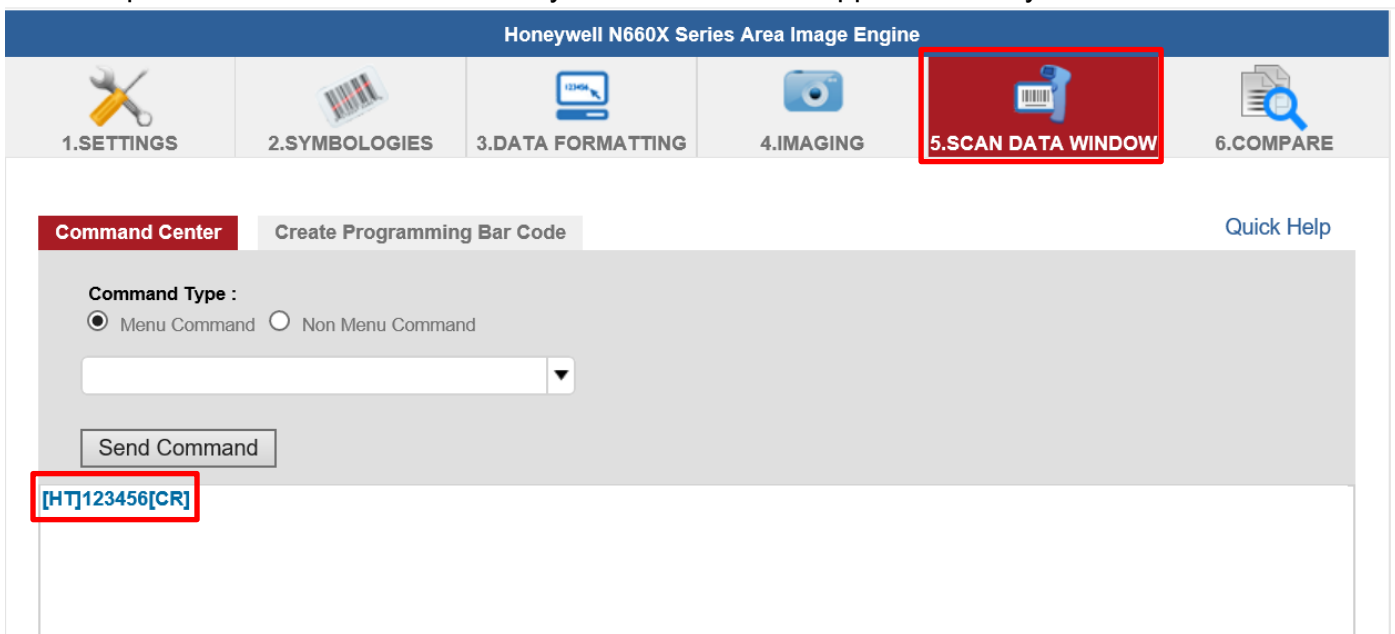 Honeywell N660X Series Area Image Engine
123456
1.SETTINGS 2.SYMBOLOGIES 3.DATA FORMATTING 4.IMAGING 5.SCAN DATA WINDOW 6.COMPARE
Command Center Create Programming Bar Code Quick Help
Command Type :
Menu Command Non Menu Command
Send Command
[HT]123456[CR]